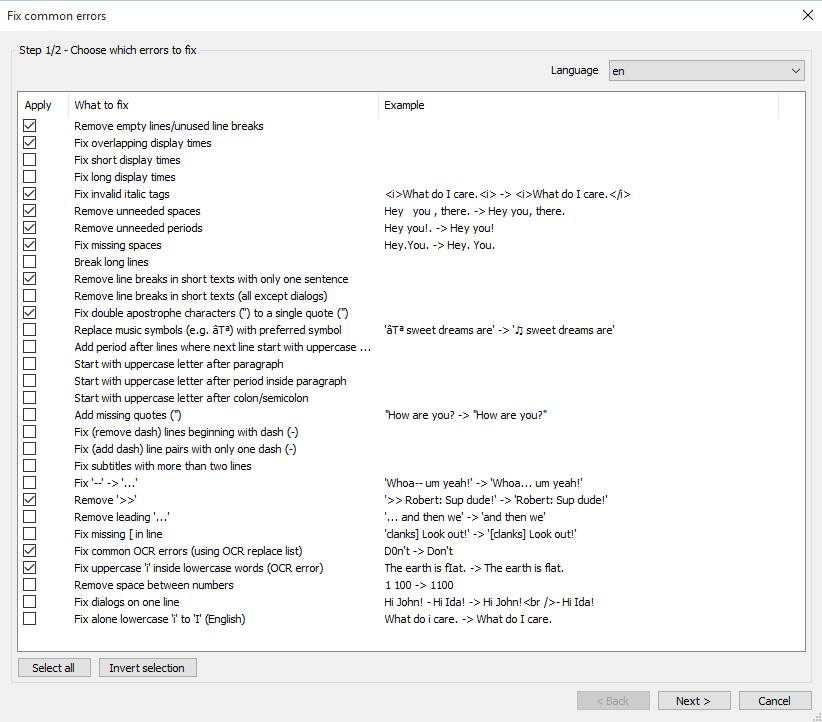 Fix common errors
Step 1/2 - Choose which errors to fix
Language en
Apply What to fix Example
Remove empty lines/unused line breaks
Fix overlapping display times
Fix short display times
Fix long display times
Fix invalid italic tags <i>What do I care.<i> -> <i>What do I care.</i>
Remove unneeded spaces Hey   you , there. -> Hey you, there.
Remove unneeded periods Hey you!. -> Hey you!
Fix missing spaces Hey.You. -> Hey. You.
Break long lines
Remove line breaks in short texts with only one sentence
Remove line breaks in short texts (all except dialogs)
Fix double apostrophe characters ('') to a single quote (")
Replace music symbols (e.g. âTª) with preferred symbol 'âTª sweet dreams are' -> '♫ sweet dreams are'
Add period after lines where next line start with uppercase ...
Start with uppercase letter after paragraph
Start with uppercase letter after period inside paragraph
Start with uppercase letter after colon/semicolon
Add missing quotes (") "How are you? -> "How are you?"
Fix (remove dash) lines beginning with dash (-)
Fix (add dash) line pairs with only one dash (-)
Fix subtitles with more than two lines
Fix '--' -> '...' 'Whoa-- um yeah!' -> 'Whoa... um yeah!'
Remove '>>' '>> Robert: Sup dude!' -> 'Robert: Sup dude!'
Remove leading '...' '... and then we' -> 'and then we'
Fix missing [ in line 'clanks] Look out!' -> '[clanks] Look out!'
Fix common OCR errors (using OCR replace list) D0n't -> Don't
Fix uppercase 'i' inside lowercase words (OCR error) The earth is fIat. -> The earth is flat.
Remove space between numbers 1 100 -> 1100
Fix dialogs on one line Hi John! - Hi Ida! -> Hi John!<br />- Hi Ida!
Fix alone lowercase 'i' to 'I' (English) What do i care. -> What do I care.
Select all Invert selection
< Back Next > Cancel